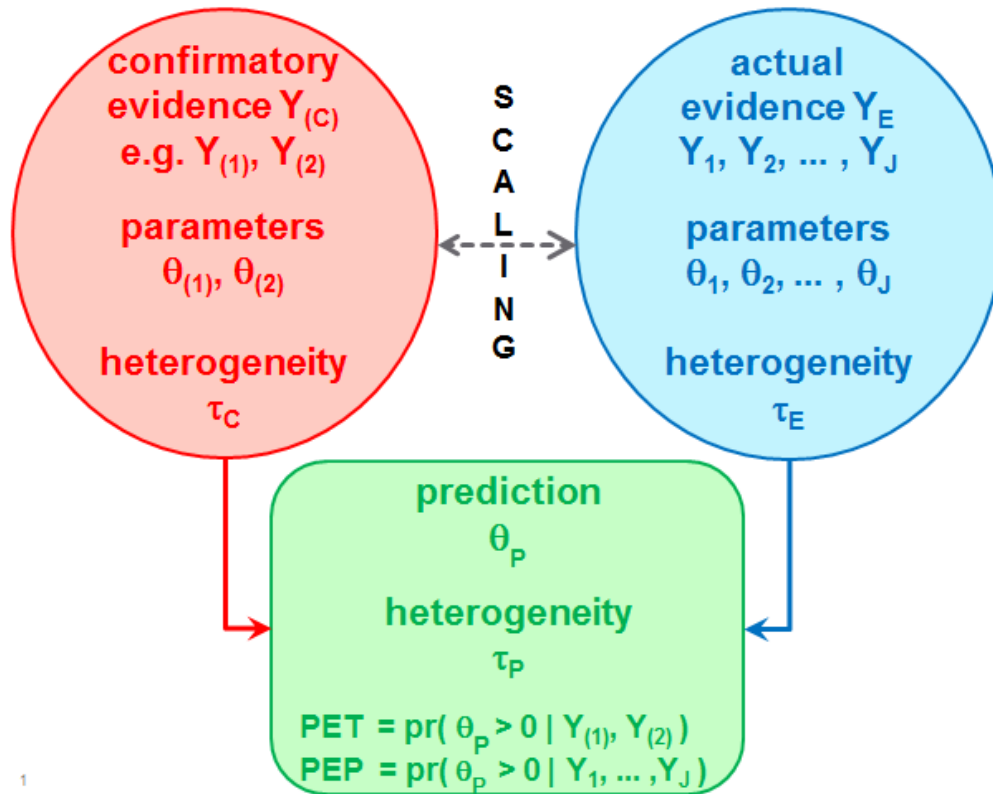 confirmatory
evidence Y(C)
e.g. Y(1), Y(2)
parameters
θ(1), θ(2)
heterogeneity
τC
S
C
A
L
I
N
G
actual
evidence YE
Y1, Y2, ... , YJ
parameters
θ1, θ2, ... , θJ
heterogeneity
τE
prediction
θP
heterogeneity
τP
PET = pr( θP > 0 | Y(1), Y(2) )
PEP = pr( θP > 0 | Y1, ... ,YJ )
1